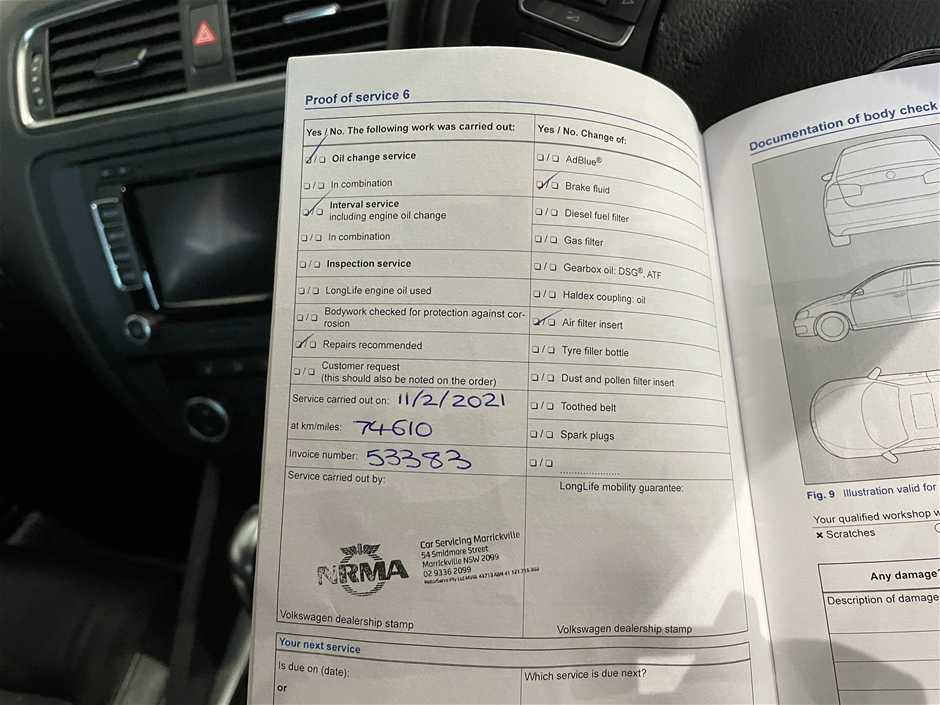 Proof of service 6
Yes / No. The following work was carried out:
☑/❏ Oil change service
❏/❏ In combination
☑/❏ Interval service
including engine oil change
❏/❏ In combination
❏/❏ Inspection service
❏/❏ LongLife engine oil used
❏/❏ Bodywork checked for protection against cor-
rosion
☑/❏ Repairs recommended
❏/❏ Customer request
(this should also be noted on the order)
Service carried out on: 11/2/2021
at km/miles: 74610
Invoice number: 53383
Service carried out by:
NRMA
Car Servicing Marrickville
54 Smidmore Street
Marrickville NSW 2099
02 9336 2099
Volkswagen dealership stamp
Yes / No. Change of:
❏/❏ AdBlue®
☑/❏ Brake fluid
❏/❏ Diesel fuel filter
❏/❏ Gas filter
❏/❏ Gearbox oil: DSG®, ATF
❏/❏ Haldex coupling: oil
☑/❏ Air filter insert
❏/❏ Tyre filler bottle
❏/❏ Dust and pollen filter insert
❏/❏ Toothed belt
❏/❏ Spark plugs
❏/❏ ....................
LongLife mobility guarantee:
Volkswagen dealership stamp
Your next service
Is due on (date):
or
Which service is due next?
Documentation of body check
Fig. 9 Illustration valid for
Your qualified workshop w
× Scratches
Any damage?
Description of damage